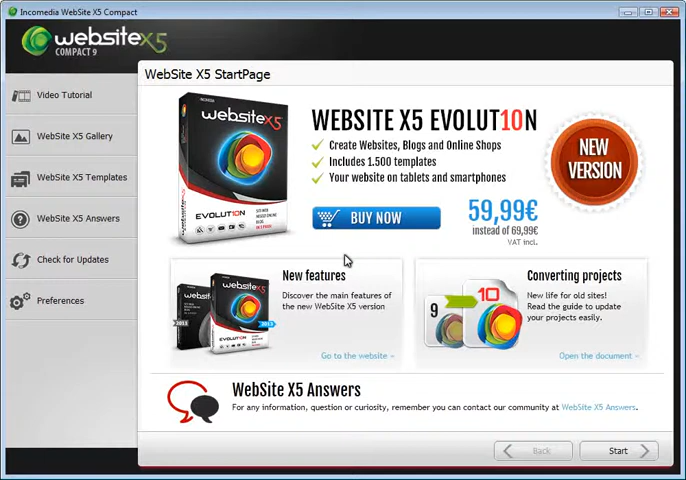 Incomedia WebSite X5 Compact
websitex5
COMPACT 9
Video Tutorial
WebSite X5 Gallery
WebSite X5 Templates
WebSite X5 Answers
Check for Updates
Preferences
WebSite X5 StartPage
websitex5
EVOLUT10N
WEBSITE X5 EVOLUT10N
Create Websites, Blogs and Online Shops
Includes 1.500 templates
Your website on tablets and smartphones
BUY NOW
59,99€
instead of 69,99€
VAT incl.
NEW
VERSION
New features
Discover the main features of
the new WebSite X5 version
Go to the website »
9
10
Converting projects
New life for old sites!
Read the guide to update
your projects easily.
Open the document »
WebSite X5 Answers
For any information, question or curiosity, remember you can contact our community at WebSite X5 Answers.
Back
Start